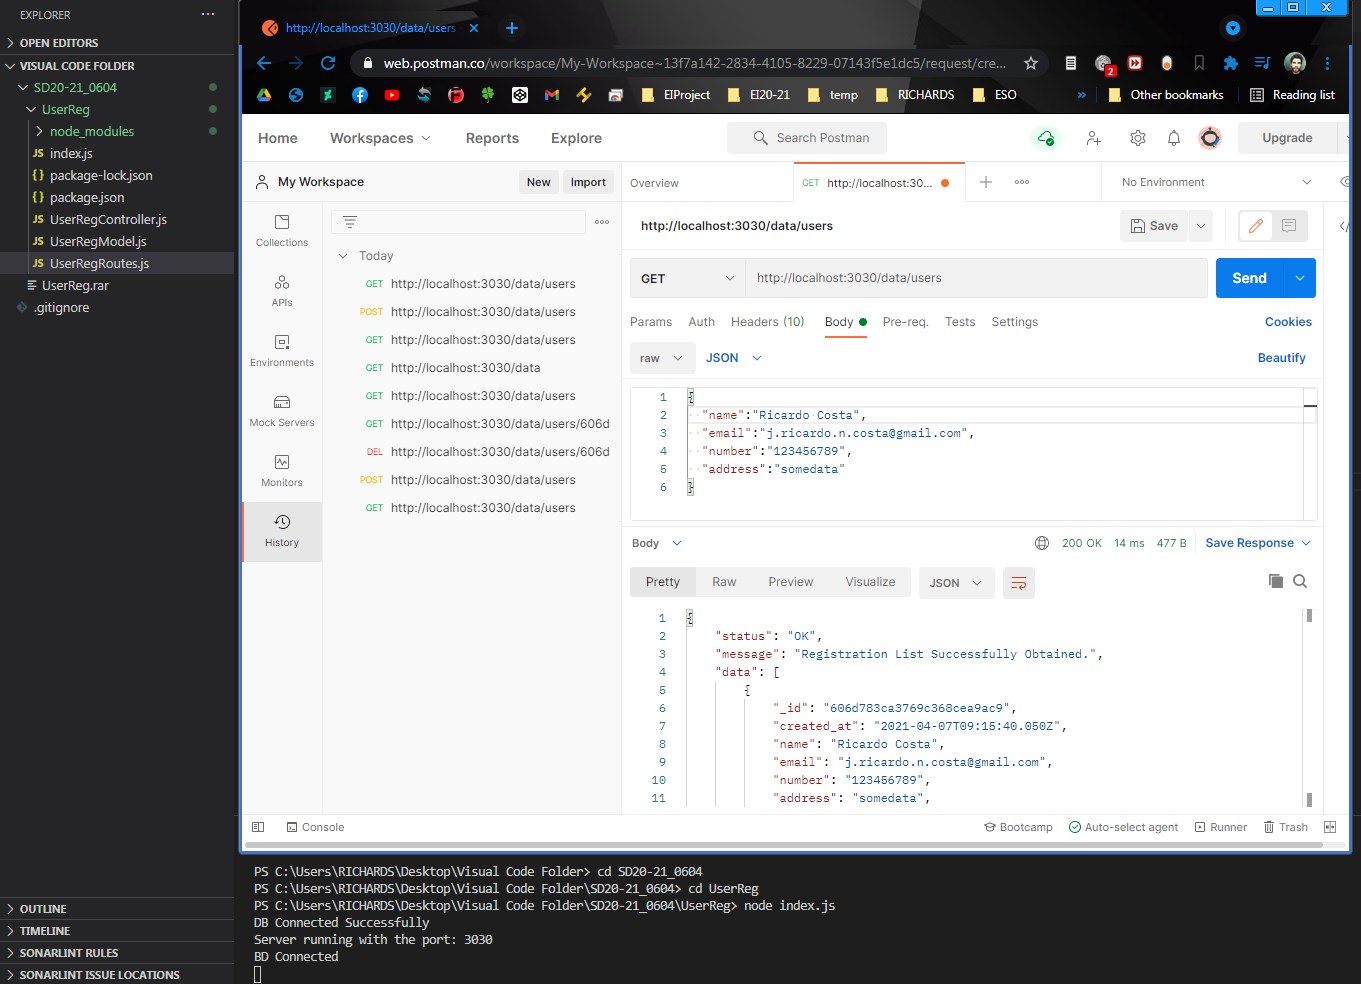 EXPLORER
OPEN EDITORS
VISUAL CODE FOLDER
SD20-21_0604
UserReg
node_modules
JS index.js
{} package-lock.json
{} package.json
JS UserRegController.js
JS UserRegModel.js
JS UserRegRoutes.js
UserReg.rar
.gitignore
OUTLINE
TIMELINE
SONARLINT RULES
SONARLINT ISSUE LOCATIONS
http://localhost:3030/data/users
web.postman.co/workspace/My-Workspace~13f7a142-2834-4105-8229-07143f5e1dc5/request/cre...
2
EIProject EI20-21 temp RICHARDS ESO » Other bookmarks Reading list
Home Workspaces Reports Explore Search Postman Upgrade
My Workspace New Import
Overview GET http://localhost:30... No Environment
Collections
APIs
Environments
Mock Servers
Monitors
History
Today
GET http://localhost:3030/data/users
POST http://localhost:3030/data/users
GET http://localhost:3030/data/users
GET http://localhost:3030/data
GET http://localhost:3030/data/users
GET http://localhost:3030/data/users/606d
DEL http://localhost:3030/data/users/606d
POST http://localhost:3030/data/users
GET http://localhost:3030/data/users
http://localhost:3030/data/users Save
GET http://localhost:3030/data/users Send
Params Auth Headers (10) Body Pre-req. Tests Settings Cookies
raw JSON Beautify
1 {
2 "name":"Ricardo Costa",
3 "email":"j.ricardo.n.costa@gmail.com",
4 "number":"123456789",
5 "address":"somedata"
6 }
Body 200 OK 14 ms 477 B Save Response
Pretty Raw Preview Visualize JSON
1 {
2 "status": "OK",
3 "message": "Registration List Successfully Obtained.",
4 "data": [
5 {
6 "_id": "606d783ca3769c368cea9ac9",
7 "created_at": "2021-04-07T09:15:40.050Z",
8 "name": "Ricardo Costa",
9 "email": "j.ricardo.n.costa@gmail.com",
10 "number": "123456789",
11 "address": "somedata",
Console Bootcamp Auto-select agent Runner Trash
PS C:\Users\RICHARDS\Desktop\Visual Code Folder> cd SD20-21_0604
PS C:\Users\RICHARDS\Desktop\Visual Code Folder\SD20-21_0604> cd UserReg
PS C:\Users\RICHARDS\Desktop\Visual Code Folder\SD20-21_0604\UserReg> node index.js
DB Connected Successfully
Server running with the port: 3030
BD Connected